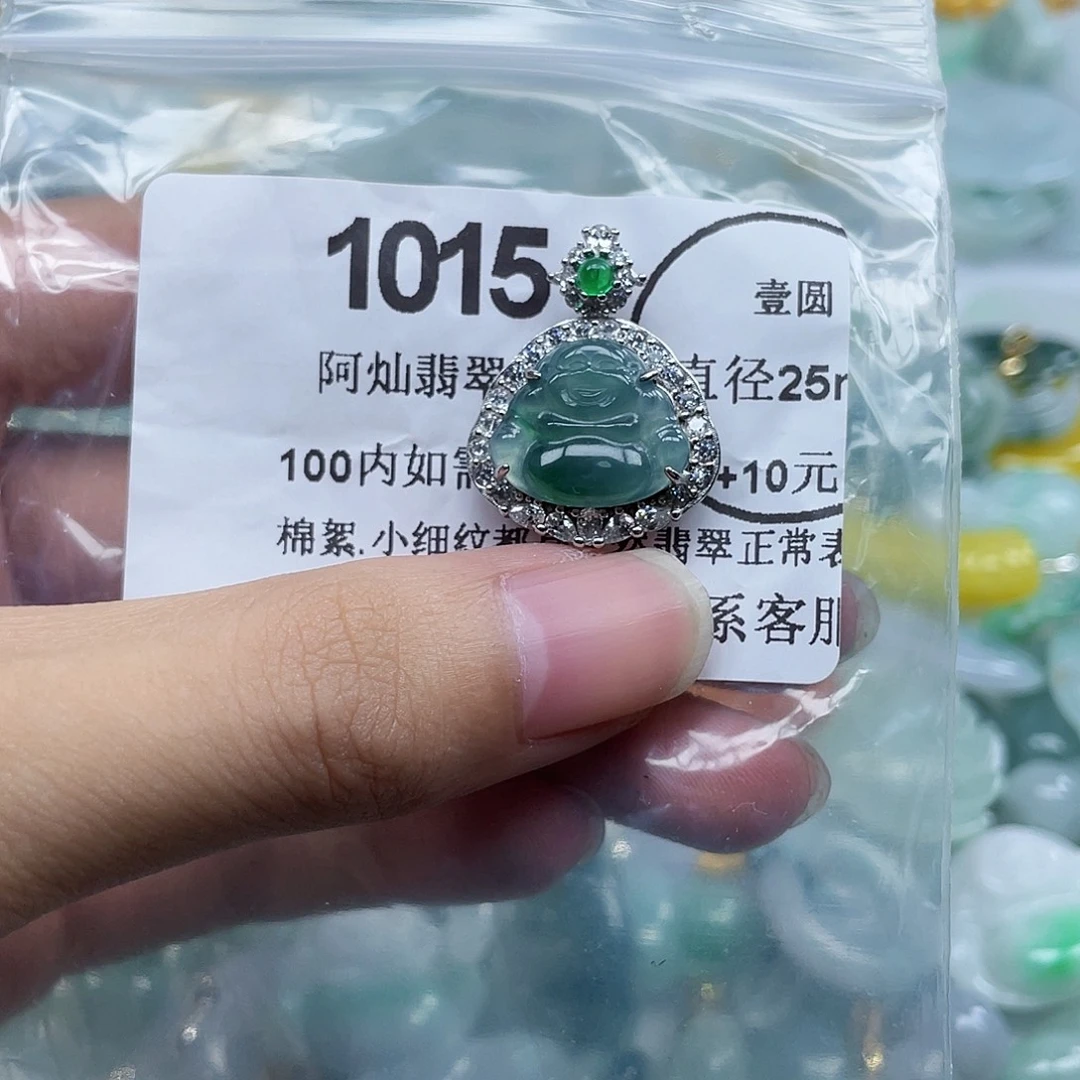 1015
壹圆
阿灿翡翠 直径25
100内如需 +10元
棉絮.小细纹都 翡翠正常表
系客服